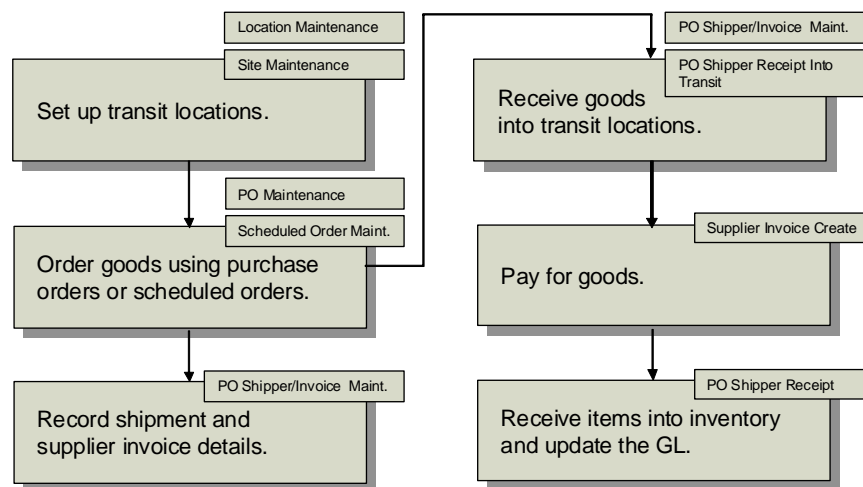 Location Maintenance
Site Maintenance
Set up transit locations.
PO Maintenance
Scheduled Order Maint.
Order goods using purchase
orders or scheduled orders.
PO Shipper/Invoice Maint.
Record shipment and
supplier invoice details.
PO Shipper/Invoice Maint.
PO Shipper Receipt Into
Transit
Receive goods
into transit locations.
Supplier Invoice Create
Pay for goods.
PO Shipper Receipt
Receive items into inventory
and update the GL.